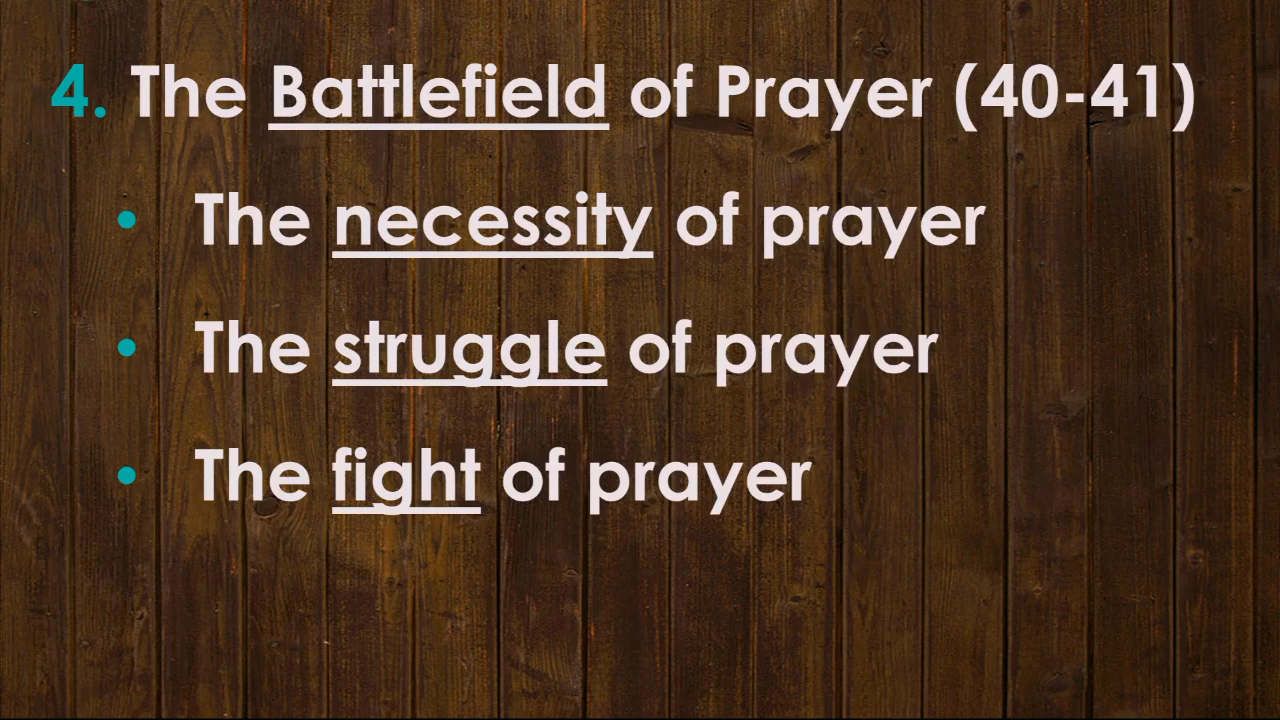 4. The Battlefield of Prayer (40-41)
• The necessity of prayer
• The struggle of prayer
• The fight of prayer